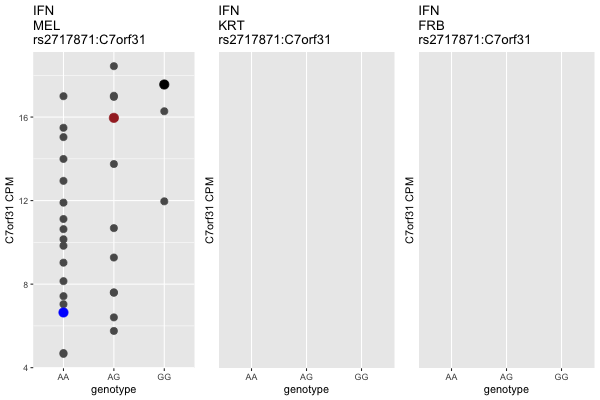 IFN
MEL
rs2717871:C7orf31
IFN
KRT
rs2717871:C7orf31
IFN
FRB
rs2717871:C7orf31
C7orf31 CPM
16
12
8
4
AA AG GG
genotype
C7orf31 CPM
AA AG GG
genotype
C7orf31 CPM
AA AG GG
genotype